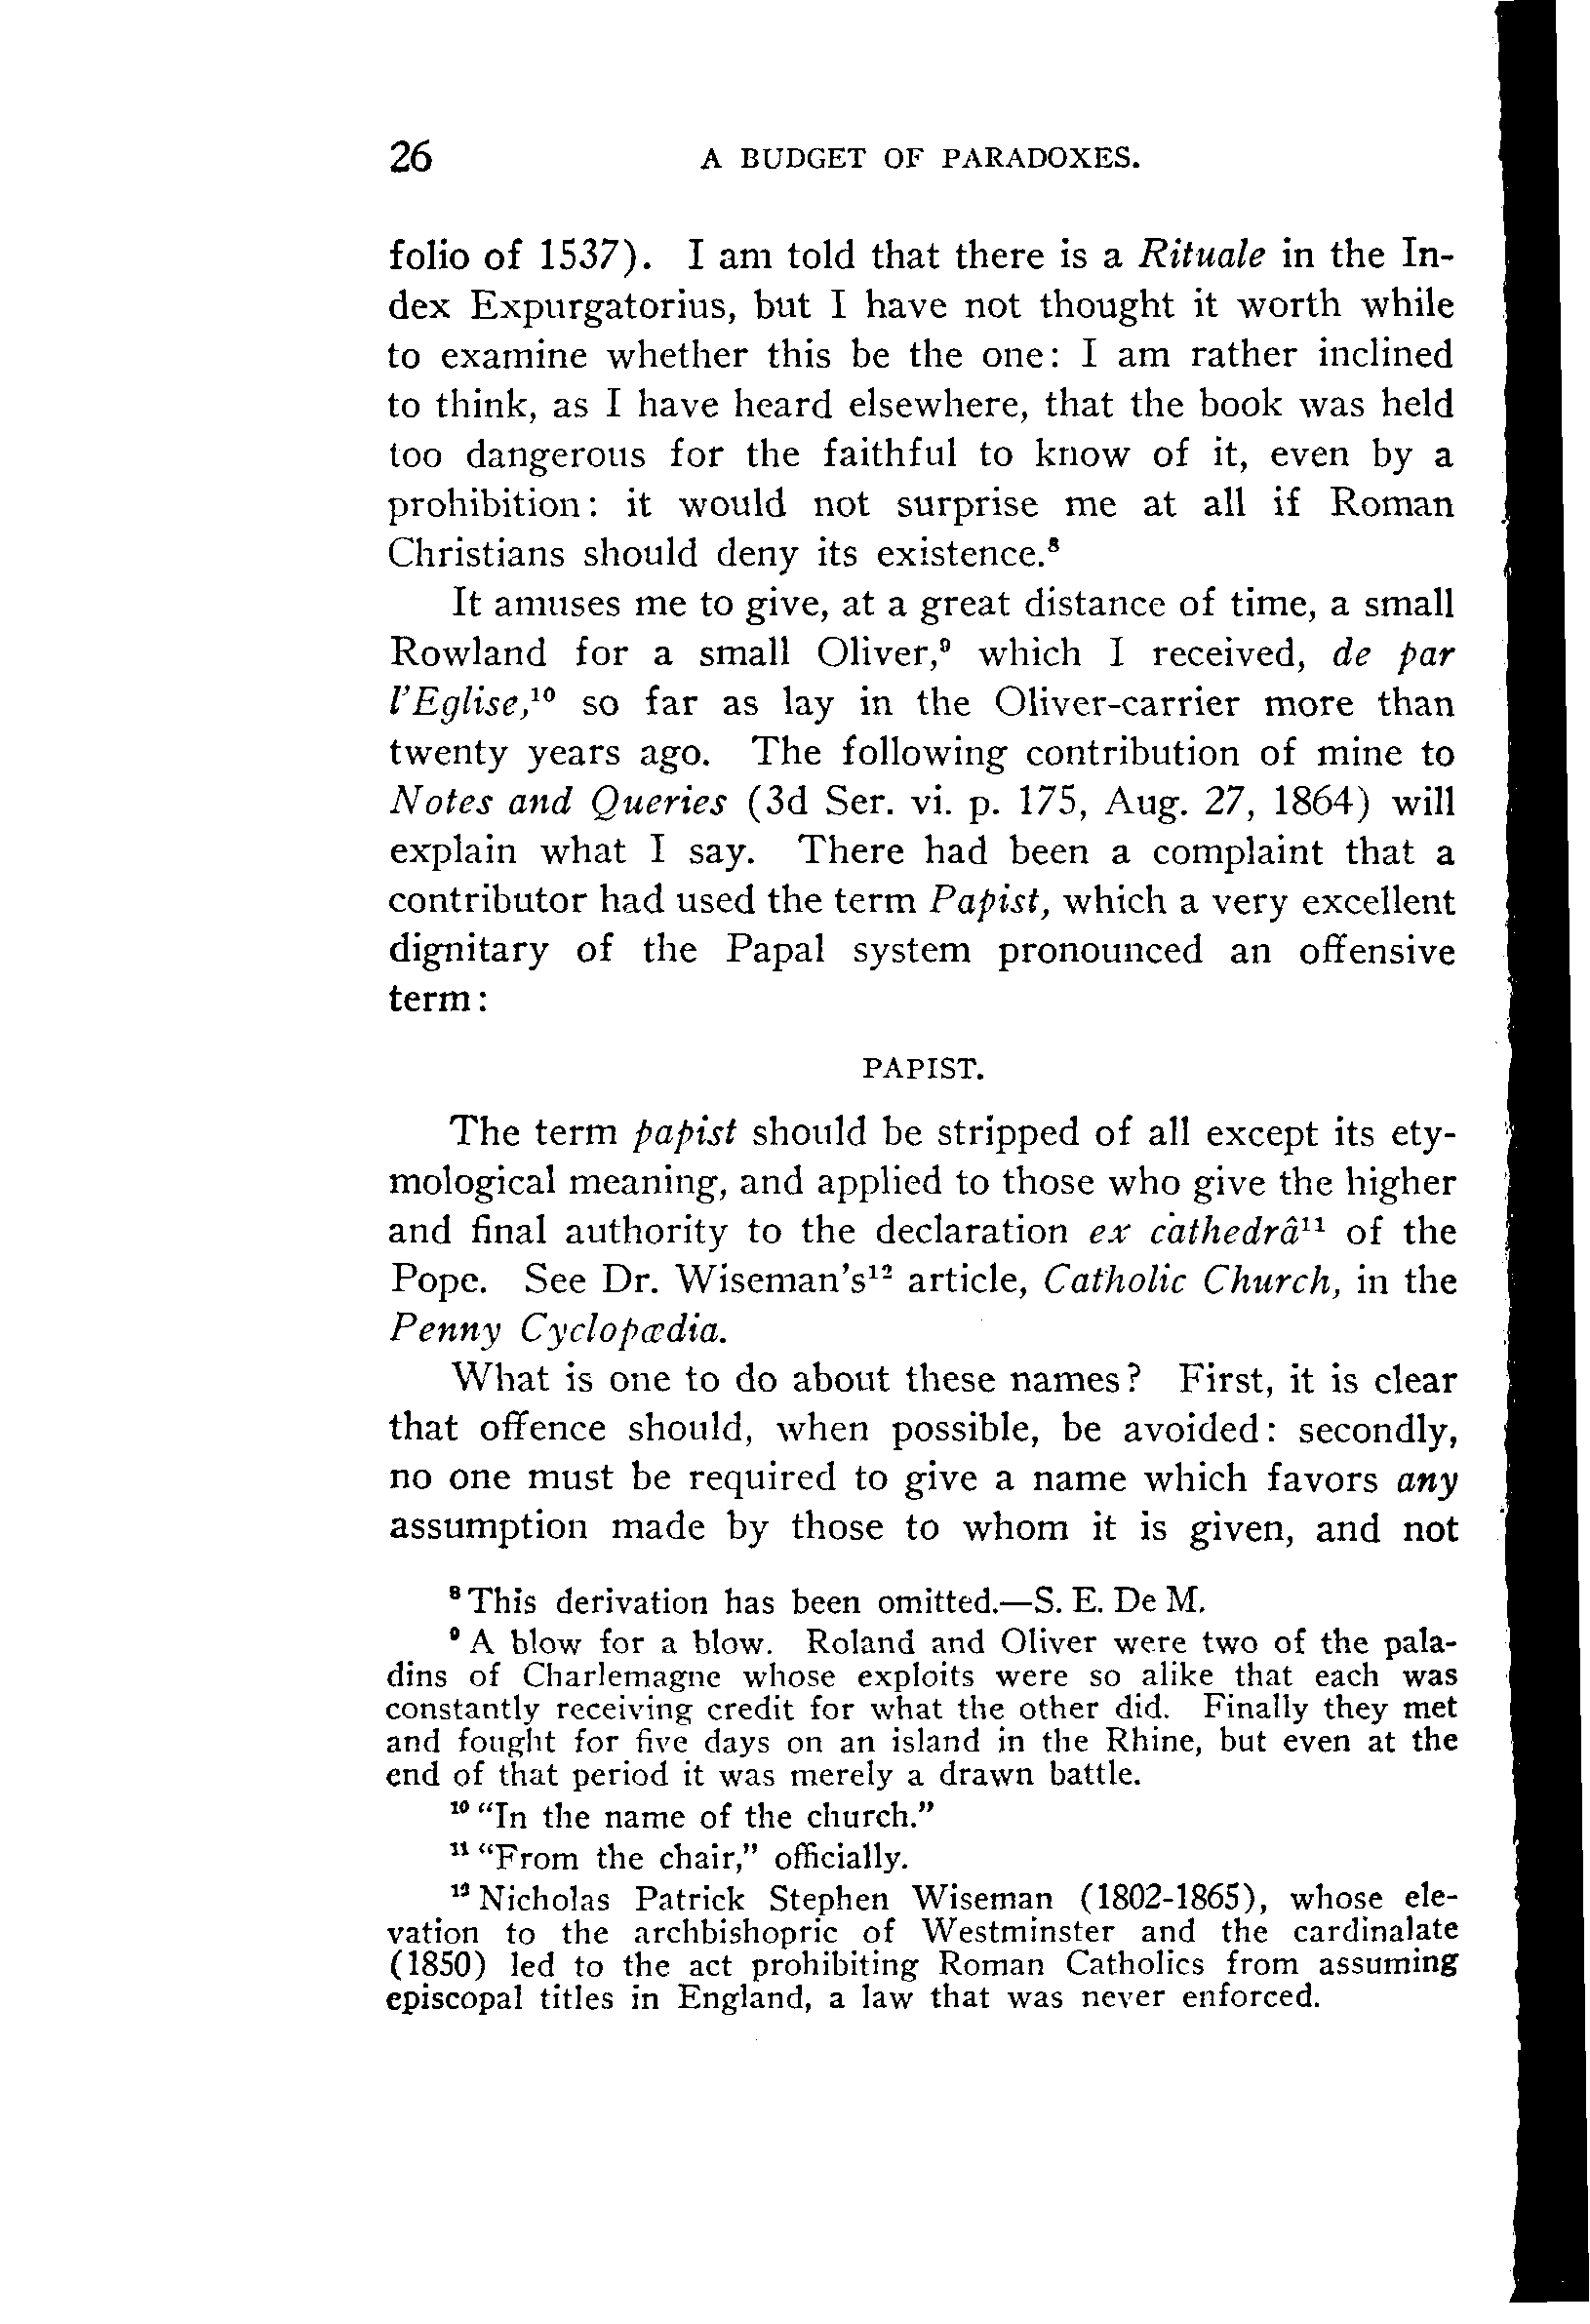 26 A BUDGET OF PARADOXES.
folio of 1537). I am told that there is a Rituale in the In-
dex Expurgatorius, but I have not thought it worth while
to examine whether this be the one: I am rather inclined
to think, as I have heard elsewhere, that the book was held
too dangerous for the faithful to know of it, even by a
prohibition: it would not surprise me at all if Roman
Christians should deny its existence.⁸
It amuses me to give, at a great distance of time, a small
Rowland for a small Oliver,⁹ which I received, de par
l'Eglise,¹⁰ so far as lay in the Oliver-carrier more than
twenty years ago. The following contribution of mine to
Notes and Queries (3d Ser. vi. p. 175, Aug. 27, 1864) will
explain what I say. There had been a complaint that a
contributor had used the term Papist, which a very excellent
dignitary of the Papal system pronounced an offensive
term:
PAPIST.
The term papist should be stripped of all except its ety-
mological meaning, and applied to those who give the higher
and final authority to the declaration ex cathedrâ¹¹ of the
Pope. See Dr. Wiseman's¹² article, Catholic Church, in the
Penny Cyclopædia.
What is one to do about these names? First, it is clear
that offence should, when possible, be avoided: secondly,
no one must be required to give a name which favors any
assumption made by those to whom it is given, and not
⁸ This derivation has been omitted.—S. E. De M.
⁹ A blow for a blow. Roland and Oliver were two of the pala-
dins of Charlemagne whose exploits were so alike that each was
constantly receiving credit for what the other did. Finally they met
and fought for five days on an island in the Rhine, but even at the
end of that period it was merely a drawn battle.
¹⁰ "In the name of the church."
¹¹ "From the chair," officially.
¹² Nicholas Patrick Stephen Wiseman (1802-1865), whose ele-
vation to the archbishopric of Westminster and the cardinalate
(1850) led to the act prohibiting Roman Catholics from assuming
episcopal titles in England, a law that was never enforced.